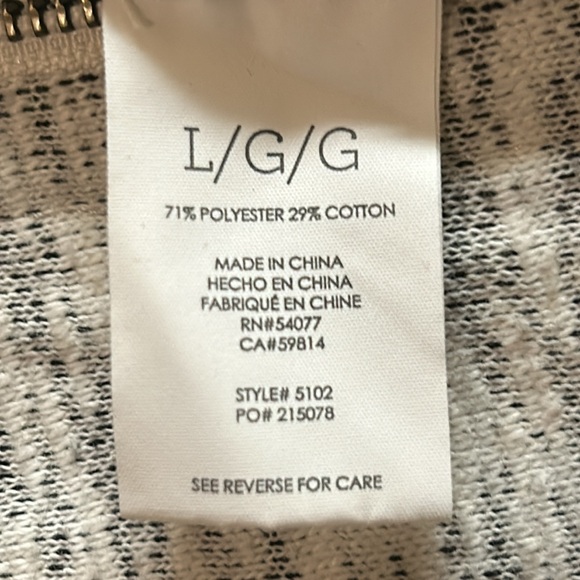 L/G/G
71% POLYESTER 29% COTTON
MADE IN CHINA
HECHO EN CHINA
FABRIQUÉ EN CHINE
RN#54077
CA#59814
STYLE# 5102
PO# 215078
SEE REVERSE FOR CARE